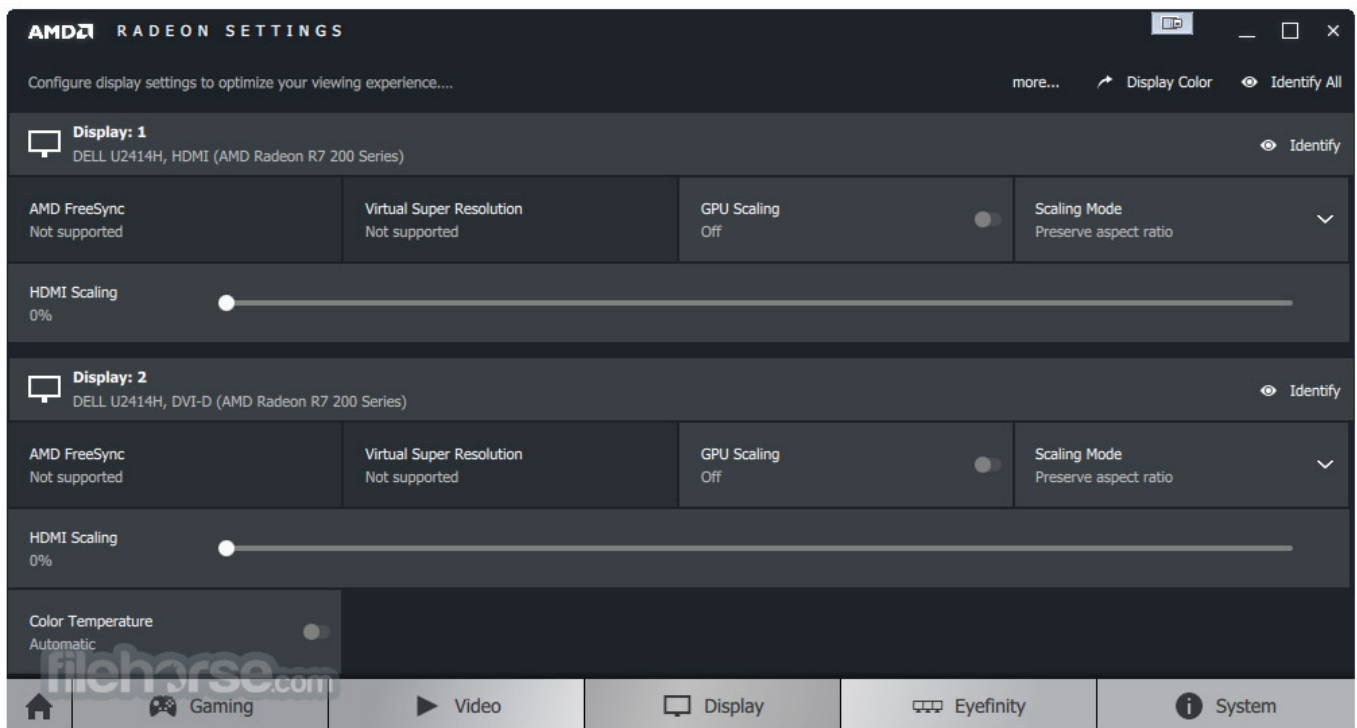 AMD RADEON SETTINGS
Configure display settings to optimize your viewing experience.... more... Display Color Identify All
Display: 1
DELL U2414H, HDMI (AMD Radeon R7 200 Series)
Identify
AMD FreeSync
Not supported
Virtual Super Resolution
Not supported
GPU Scaling
Off
Scaling Mode
Preserve aspect ratio
HDMI Scaling
0%
Display: 2
DELL U2414H, DVI-D (AMD Radeon R7 200 Series)
Identify
AMD FreeSync
Not supported
Virtual Super Resolution
Not supported
GPU Scaling
Off
Scaling Mode
Preserve aspect ratio
HDMI Scaling
0%
Color Temperature
Automatic
filehorse.com
Gaming Video Display Eyefinity System